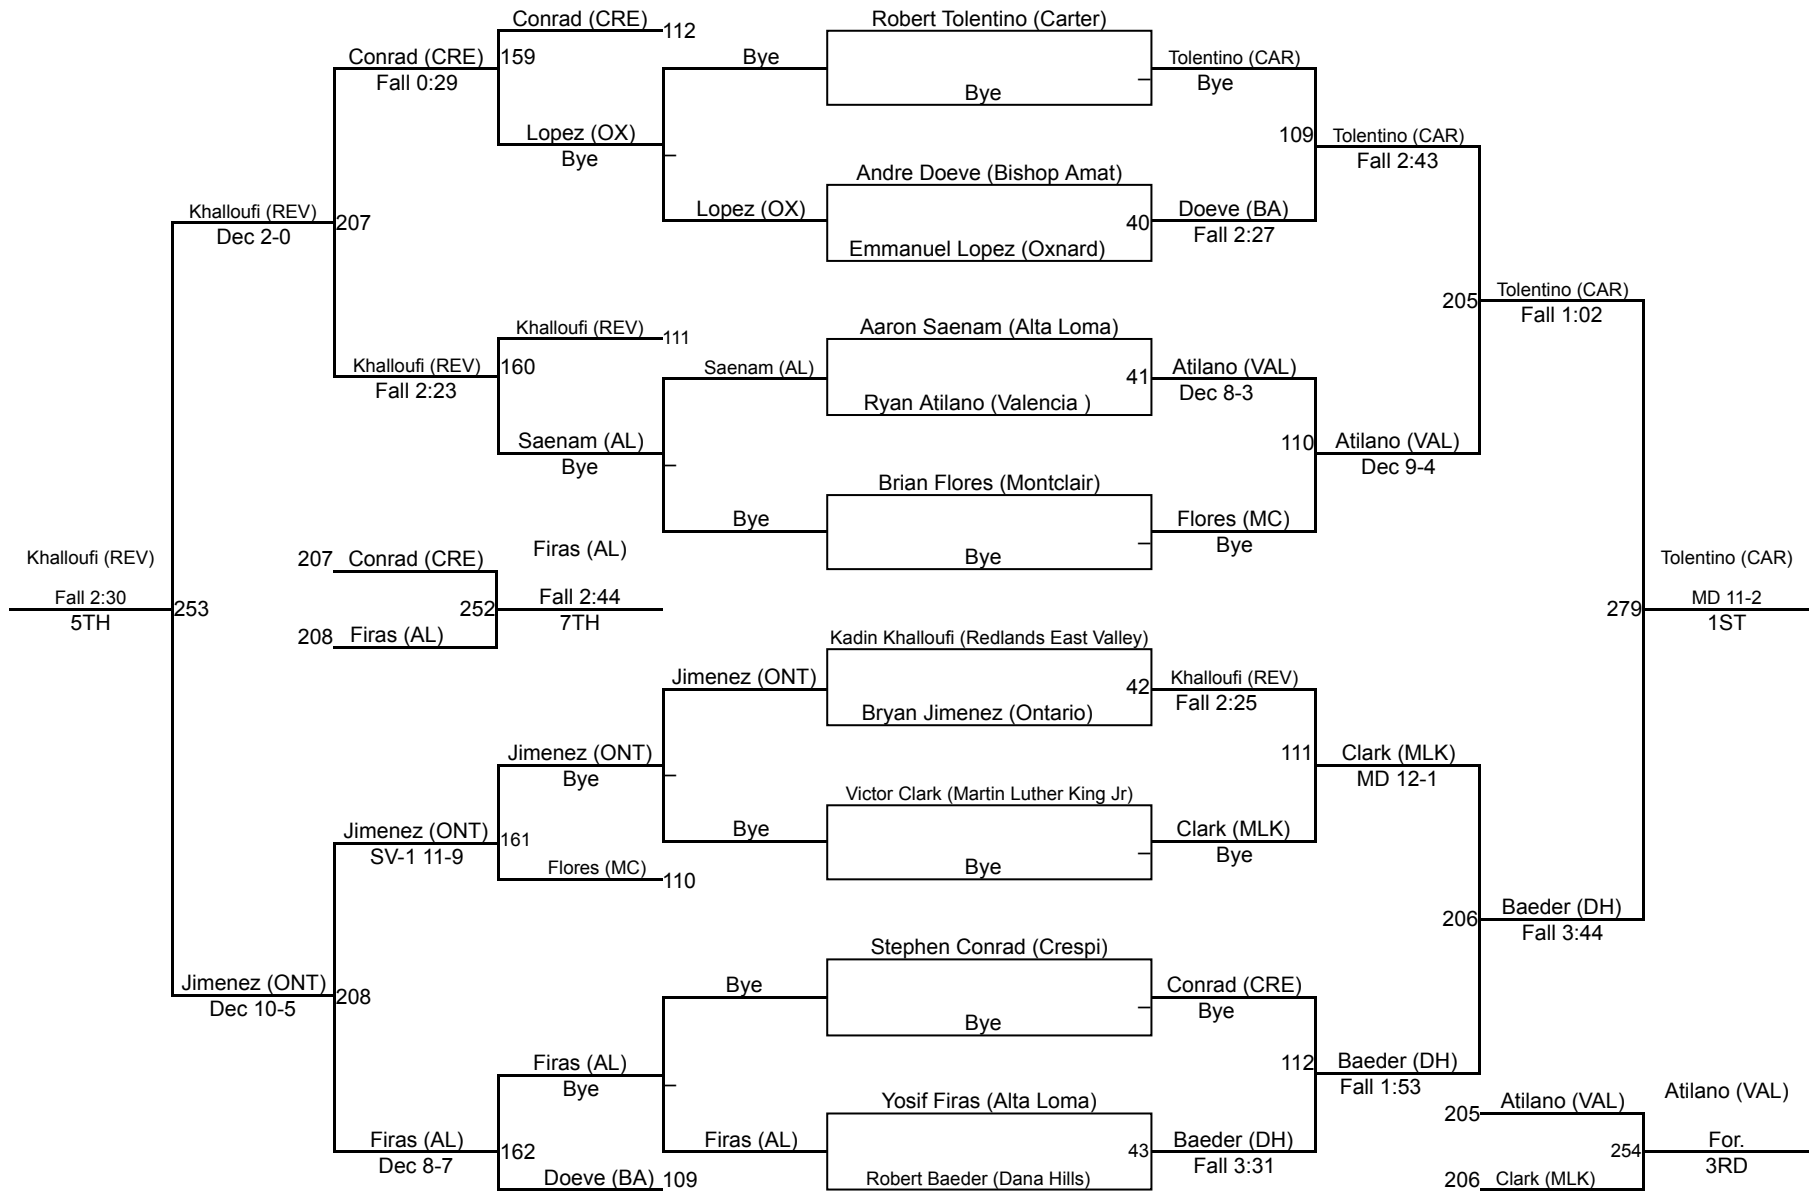 Conrad (CRE)
112
Robert Tolentino (Carter)
Conrad (CRE)
159
Bye
Tolentino (CAR)
Fall 0:29
Bye
Bye
Lopez (OX)
109
Tolentino (CAR)
Bye
Fall 2:43
Andre Doeve (Bishop Amat)
Khalloufi (REV)
207
Lopez (OX)
40
Doeve (BA)
Dec 2-0
Emmanuel Lopez (Oxnard)
Fall 2:27
205
Tolentino (CAR)
Fall 1:02
Khalloufi (REV)
111
Aaron Saenam (Alta Loma)
Khalloufi (REV)
160
Saenam (AL)
41
Atilano (VAL)
Fall 2:23
Ryan Atilano (Valencia )
Dec 8-3
Saenam (AL)
110
Atilano (VAL)
Bye
Dec 9-4
Brian Flores (Montclair)
Bye
Flores (MC)
Bye
Bye
Khalloufi (REV)
207
Conrad (CRE)
Firas (AL)
Tolentino (CAR)
Fall 2:30
253
252
Fall 2:44
279
MD 11-2
5TH
7TH
1ST
208
Firas (AL)
Kadin Khalloufi (Redlands East Valley)
Jimenez (ONT)
42
Khalloufi (REV)
Bryan Jimenez (Ontario)
Fall 2:25
Jimenez (ONT)
111
Clark (MLK)
Bye
MD 12-1
Victor Clark (Martin Luther King Jr)
Jimenez (ONT)
161
Bye
Clark (MLK)
SV-1 11-9
Bye
Bye
Flores (MC)
110
206
Baeder (DH)
Fall 3:44
Stephen Conrad (Crespi)
Jimenez (ONT)
208
Bye
Conrad (CRE)
Dec 10-5
Bye
Bye
Firas (AL)
112
Baeder (DH)
Bye
Fall 1:53
Yosif Firas (Alta Loma)
205
Atilano (VAL)
Atilano (VAL)
Firas (AL)
162
Firas (AL)
43
Baeder (DH)
254
For.
Dec 8-7
Fall 3:31
3RD
Doeve (BA)
109
Robert Baeder (Dana Hills)
206
Clark (MLK)